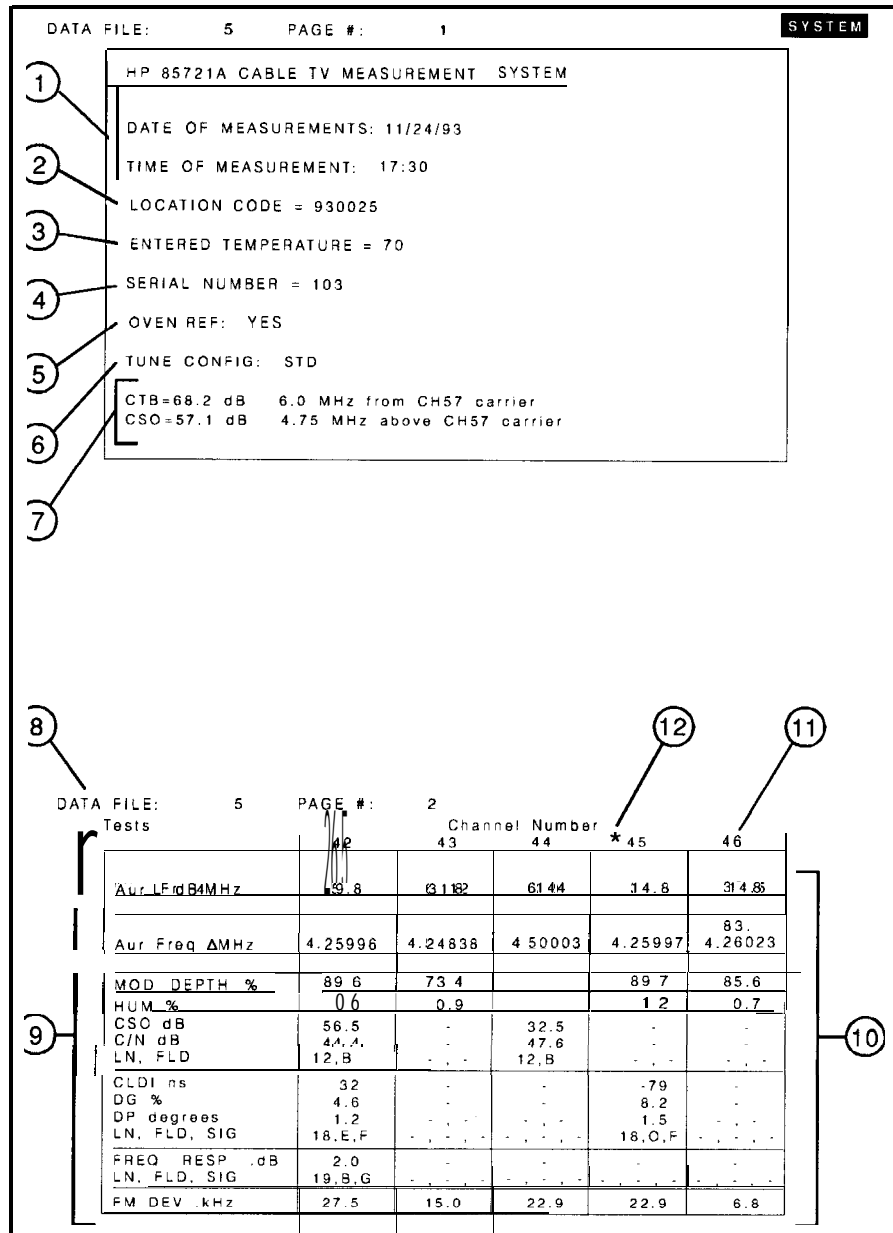 DATA FILE: 5 PAGE #: 1 SYSTEM
HP 85721A CABLE TV MEASUREMENT SYSTEM
1
DATE OF MEASUREMENTS: 11/24/93
2
TIME OF MEASUREMENT: 17:30
LOCATION CODE = 930025
3
ENTERED TEMPERATURE = 70
4
SERIAL NUMBER = 103
OVEN REF: YES
5
TUNE CONFIG: STD
6
CTB=68.2 dB 6.0 MHz from CH57 carrier
CSO=57.1 dB 4.75 MHz above CH57 carrier
7
8 12 11
DATA FILE: 5 PAGE #: 2
Tests Channel Number
43 44 *45 46
Aur
83.
Aur Freq ΔMHz 4.25996 4.24838 4 50003 4.25997 4.26023
MOD DEPTH % 89 6 73 4 89 7 85.6
HUM % 0 6 0.9 1 2 0.7
9 10
CSO dB 56.5 - 32.5 - -
C/N dB - 47.6 - -
LN, FLD 12,B - , - 12,B - , - - , -
CLDI ns 32 - - -79 -
DG % 4.6 - - 8.2 -
DP degrees 1.2 - , - - , - 1.5 -
LN, FLD, SIG 18,E,F - , - , - - , - , - 18,O,F - , - , -
FREQ RESP .dB 2.0 - - - -
LN, FLD, SIG 19,B,G - , - , - - , - , - - , - , - - , - , -
FM DEV .kHz 27.5 15.0 22.9 22.9 6.8